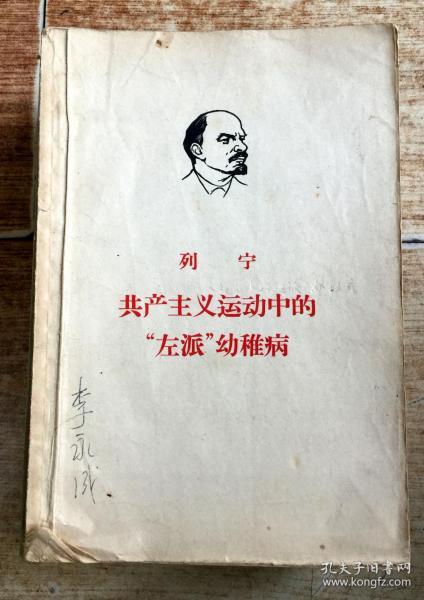 列 宁
共产主义运动中的
“左派”幼稚病
李永成
孔夫子旧书网
www.kongfz.com